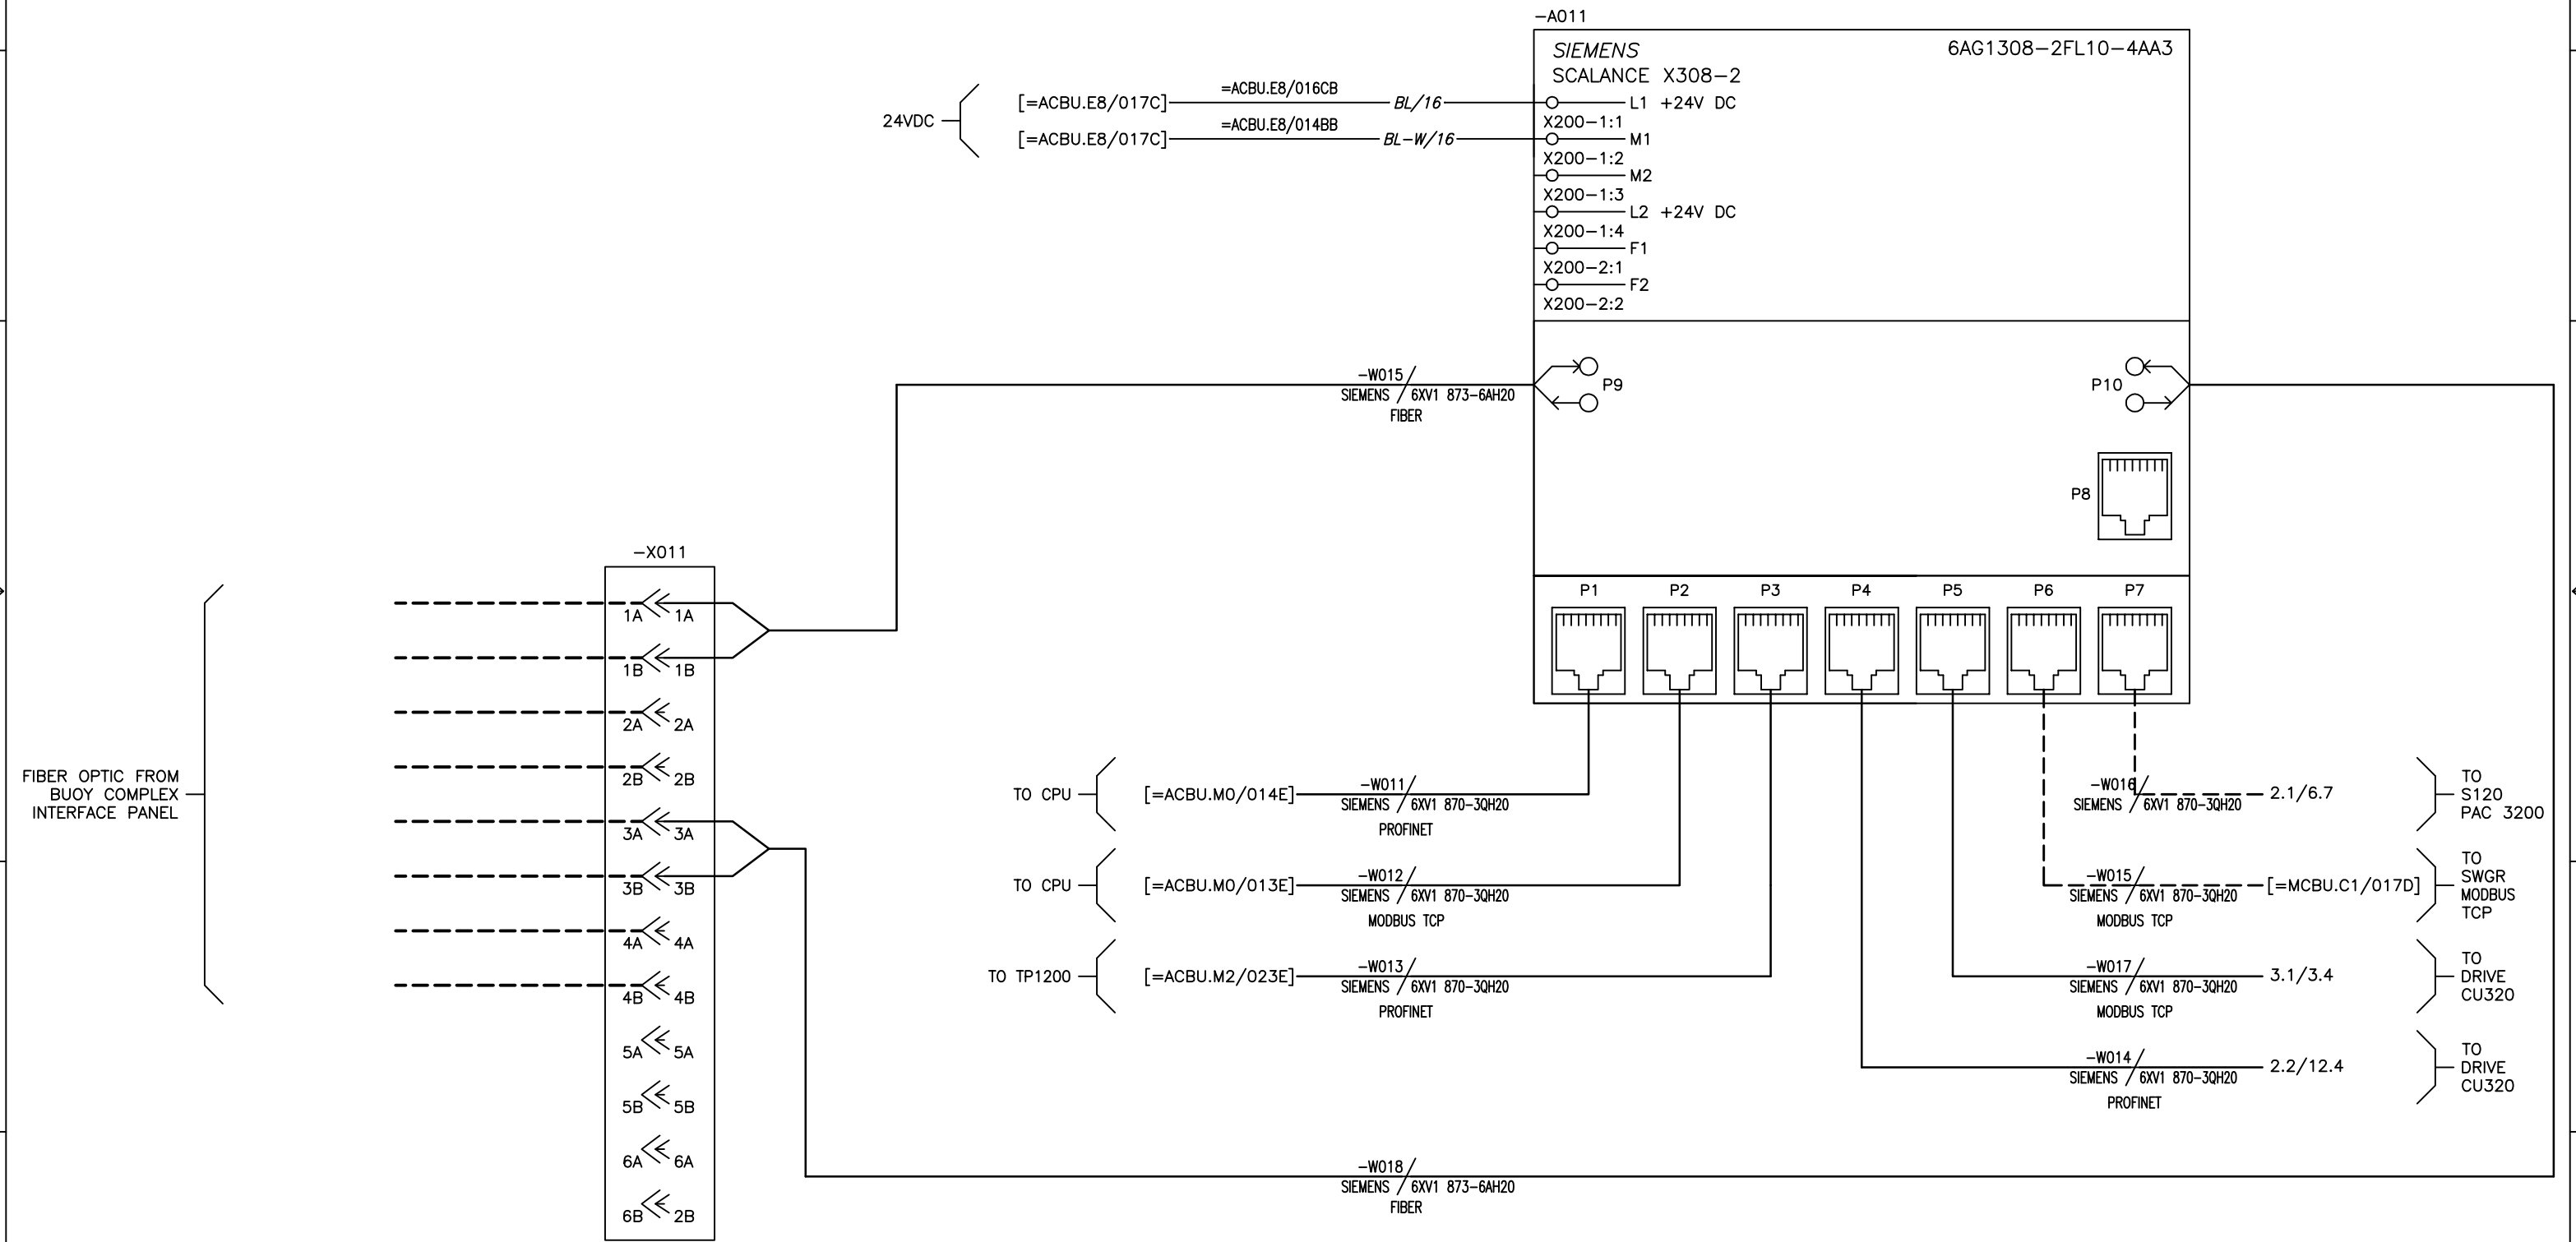 -A011
SIEMENS
6AG1308-2FL10-4AA3
SCALANCE X308-2
24VDC
[=ACBU.E8/017C]
=ACBU.E8/016CB
BL/16
L1 +24V DC
X200-1:1
[=ACBU.E8/017C]
=ACBU.E8/014BB
BL-W/16
M1
X200-1:2
M2
X200-1:3
L2 +24V DC
X200-1:4
F1
X200-2:1
F2
X200-2:2
-W015
SIEMENS 6XV1 873-6AH20
FIBER
P9
P10
P8
P1
P2
P3
P4
P5
P6
P7
-X011
1A 1A
1B 1B
2A 2A
2B 2B
3A 3A
3B 3B
4A 4A
4B 4B
5A 5A
5B 5B
6A 6A
6B 2B
FIBER OPTIC FROM
BUOY COMPLEX
INTERFACE PANEL
TO CPU
[=ACBU.M0/014E]
-W011
SIEMENS 6XV1 870-3QH20
PROFINET
TO CPU
[=ACBU.M0/013E]
-W012
SIEMENS 6XV1 870-3QH20
MODBUS TCP
TO TP1200
[=ACBU.M2/023E]
-W013
SIEMENS 6XV1 870-3QH20
PROFINET
-W016
SIEMENS 6XV1 870-3QH20
2.1/6.7
TO
S120
PAC 3200
-W015
SIEMENS 6XV1 870-3QH20
MODBUS TCP
[=MCBU.C1/017D]
TO
SWGR
MODBUS
TCP
-W017
SIEMENS 6XV1 870-3QH20
MODBUS TCP
3.1/3.4
TO
DRIVE
CU320
-W014
SIEMENS 6XV1 870-3QH20
PROFINET
2.2/12.4
TO
DRIVE
CU320
-W018
SIEMENS 6XV1 873-6AH20
FIBER